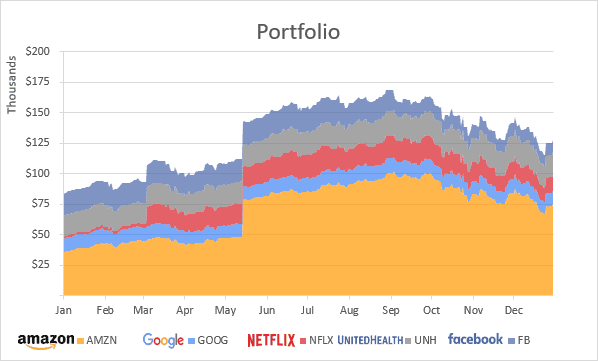 Portfolio
Thousands
$200
$175
$150
$125
$100
$75
$50
$25
Jan Feb Mar Apr May Jun Jul Aug Sep Oct Nov Dec
amazon AMZN Google GOOG NETFLIX NFLX UNITEDHEALTH UNH facebook FB